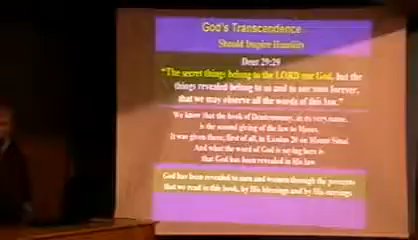 God's Transcendence
Should Inspire Humility
Deut 29:29
"The secret things belong to the LORD our God, but the
things revealed belong to us and to our sons forever,
that we may observe all the words of this law."
We know that the book of Deuteronomy, in its very name,
is the second giving of the law to Moses.
It was given three, first of all, in Exodus 20 on Mount Sinai.
And what the word of God is saying here is
that God has been revealed in His law.
God has been revealed to men and women through the precepts
that we read in this book, by His blessings and by His